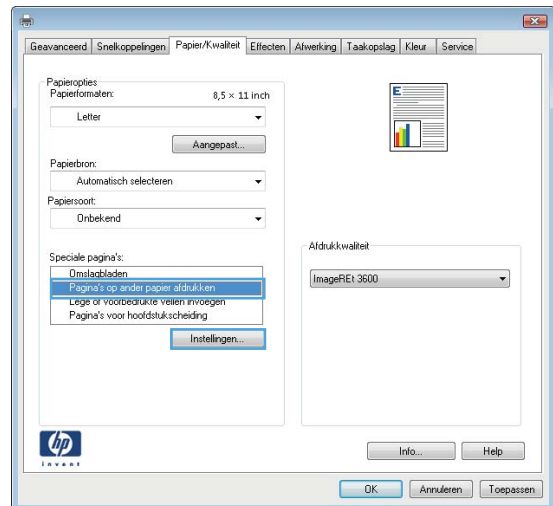 Geavanceerd Snelkoppelingen Papier/Kwaliteit Effecten Afwerking Taakopslag Kleur Service
Papieropties
Papierformaten: 8,5 × 11 inch
Letter
Aangepast...
Papierbron:
Automatisch selecteren
Papiersoort:
Onbekend
Speciale pagina's:
Omslagbladen
Pagina's op ander papier afdrukken
Lege of voorbedrukte vellen invoegen
Pagina's voor hoofdstukscheiding
Instellingen...
E
Afdrukkwaliteit
ImageREt 3600
hp
invent
Info... Help
OK Annuleren Toepassen